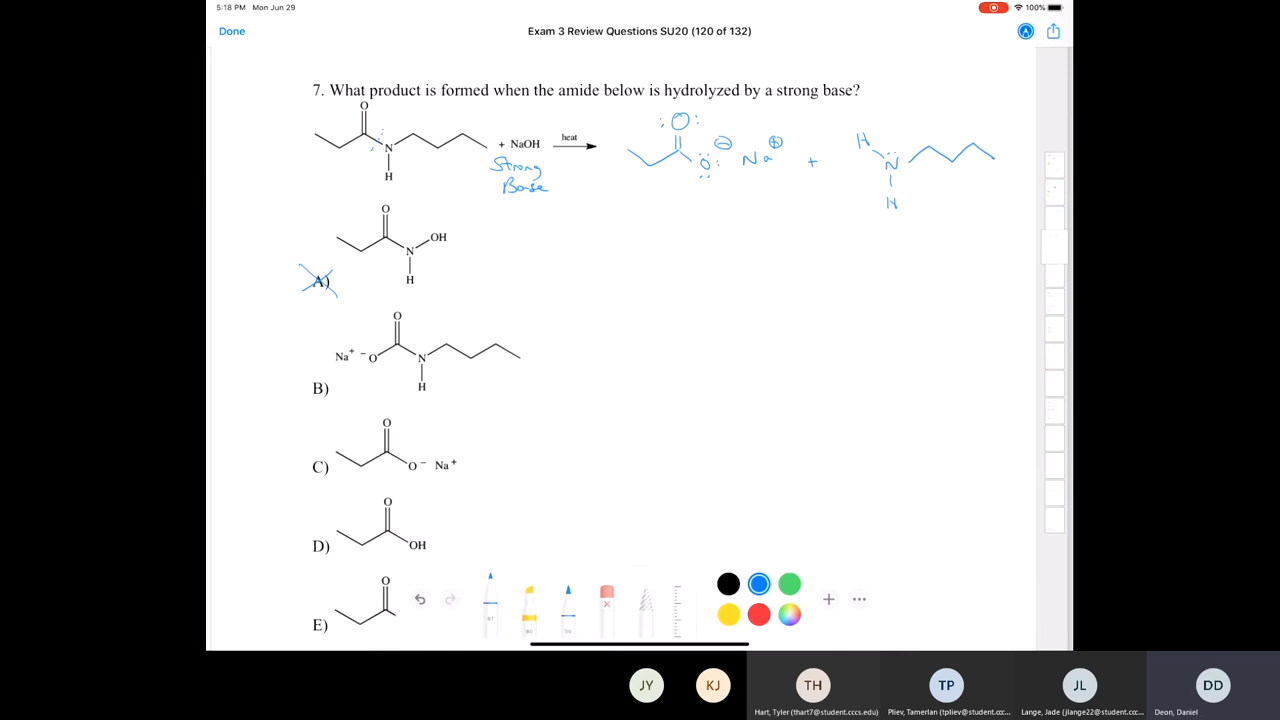 5:18 PM Mon Jun 29
100%
Done
Exam 3 Review Questions SU20 (120 of 132)
7. What product is formed when the amide below is hydrolyzed by a strong base?
O
N
H
+ NaOH
heat
Strong
Base
:O:
O
Na
+
H
N
H
O
N
OH
H
A)
O
Na+ -O
N
H
B)
O
O- Na+
C)
O
OH
D)
O
E)
JY
KJ
TH
TP
JL
DD
Hart, Tyler (thart7@student.cccs.edu)
Pliev, Tamerlan (tpliev@student.ccc...
Lange, Jade (jlange22@student.ccc...
Deon, Daniel